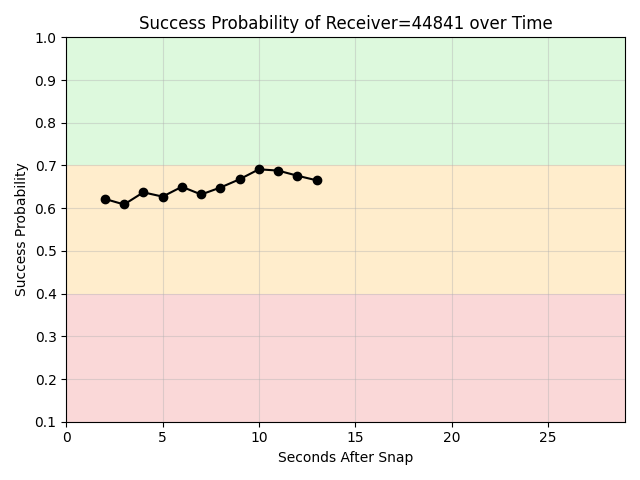 Success Probability of Receiver=44841 over Time
1.0
0.9
0.8
0.7
0.6
0.5
0.4
0.3
0.2
0.1
Success Probability
0 5 10 15 20 25
Seconds After Snap